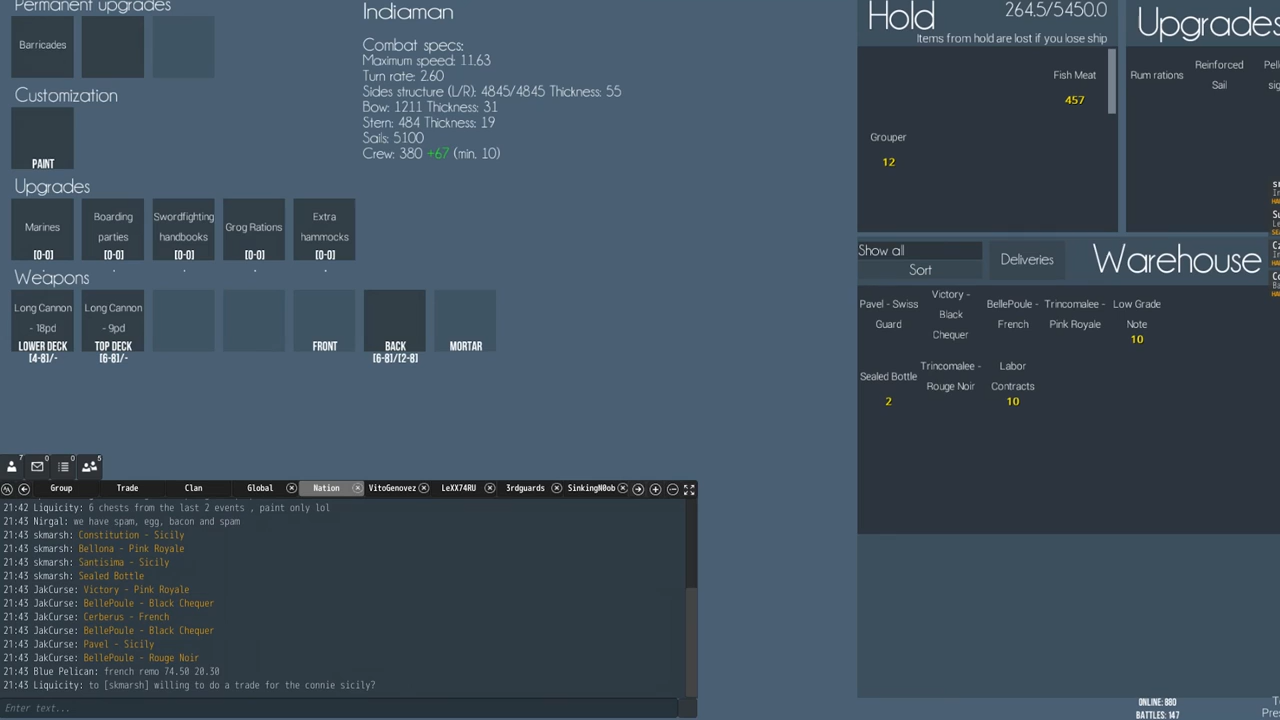 Permanent upgrades
Barricades
Customization
PAINT
Upgrades
Marines
[0-0]
Boarding
parties
[0-0]
Swordfighting
handbooks
[0-0]
Grog Rations
[0-0]
Extra
hammocks
[0-0]
Weapons
Long Cannon
- 18pd
LOWER DECK
[4-8]/-
Long Cannon
- 9pd
TOP DECK
[6-8]/-
FRONT
BACK
[6-8]/[2-8]
MORTAR
Indiaman
Combat specs:
Maximum speed: 11.63
Turn rate: 2.60
Sides structure (L/R): 4845/4845 Thickness: 55
Bow: 1211 Thickness: 31
Stern: 484 Thickness: 19
Sails: 5100
Crew: 380 +67 (min. 10)
Hold
264.5/5450.0
Items from hold are lost if you lose ship
Fish Meat
457
Grouper
12
Upgrades
Rum rations
Reinforced
Sail
Show all
Sort
Deliveries
Warehouse
Pavel - Swiss
Guard
Victory -
Black
Chequer
BellePoule -
French
Trincomalee -
Pink Royale
Low Grade
Note
10
Sealed Bottle
2
Trincomalee -
Rouge Noir
Labor
Contracts
10
7
0
0
5
Group
Trade
Clan
Global
Nation
VitoGenovez
LeXX74RU
3rdguards
SinkingN0ob
21:42 Liquicity: 6 chests from the last 2 events , paint only lol
21:43 Nirgal: we have spam, egg, bacon and spam
21:43 skmarsh: Constitution - Sicily
21:43 skmarsh: Bellona - Pink Royale
21:43 skmarsh: Santisima - Sicily
21:43 skmarsh: Sealed Bottle
21:43 JakCurse: Victory - Pink Royale
21:43 JakCurse: BellePoule - Black Chequer
21:43 JakCurse: Cerberus - French
21:43 JakCurse: BellePoule - Black Chequer
21:43 JakCurse: Pavel - Sicily
21:43 JakCurse: BellePoule - Rouge Noir
21:43 Blue Pelican: french remo 74.50 20.30
21:43 Liquicity: to [skmarsh] willing to do a trade for the connie sicily?
Enter text...
ONLINE: 880
BATTLES: 147